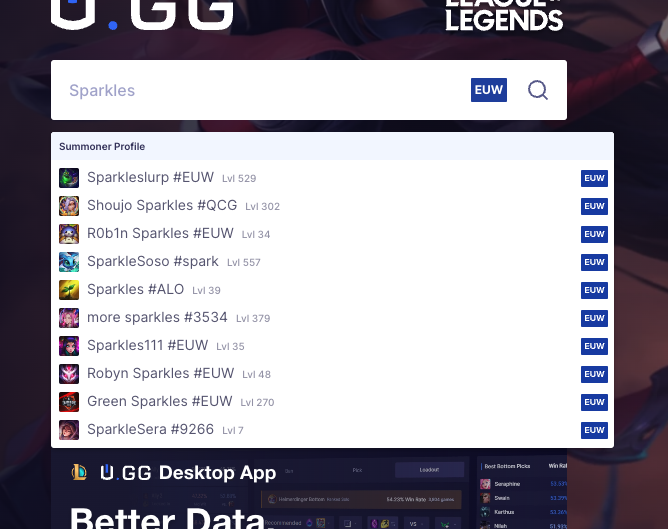 U.GG
LEAGUE OF
LEGENDS
Sparkles
EUW
Summoner Profile
Sparkleslurp #EUW Lvl 529 EUW
Shoujo Sparkles #QCG Lvl 302 EUW
R0b1n Sparkles #EUW Lvl 34 EUW
SparkleSoso #spark Lvl 557 EUW
Sparkles #ALO Lvl 39 EUW
more sparkles #3534 Lvl 379 EUW
Sparkles111 #EUW Lvl 35 EUW
Robyn Sparkles #EUW Lvl 48 EUW
Green Sparkles #EUW Lvl 270 EUW
SparkleSera #9266 Lvl 7 EUW
U.GG Desktop App
Loadout
Best Bottom Picks
Heimerdinger Bottom
54.23% Win Rate
Seraphine
Swain
Karthus
Nilah
Recommended
VS
Better Data,